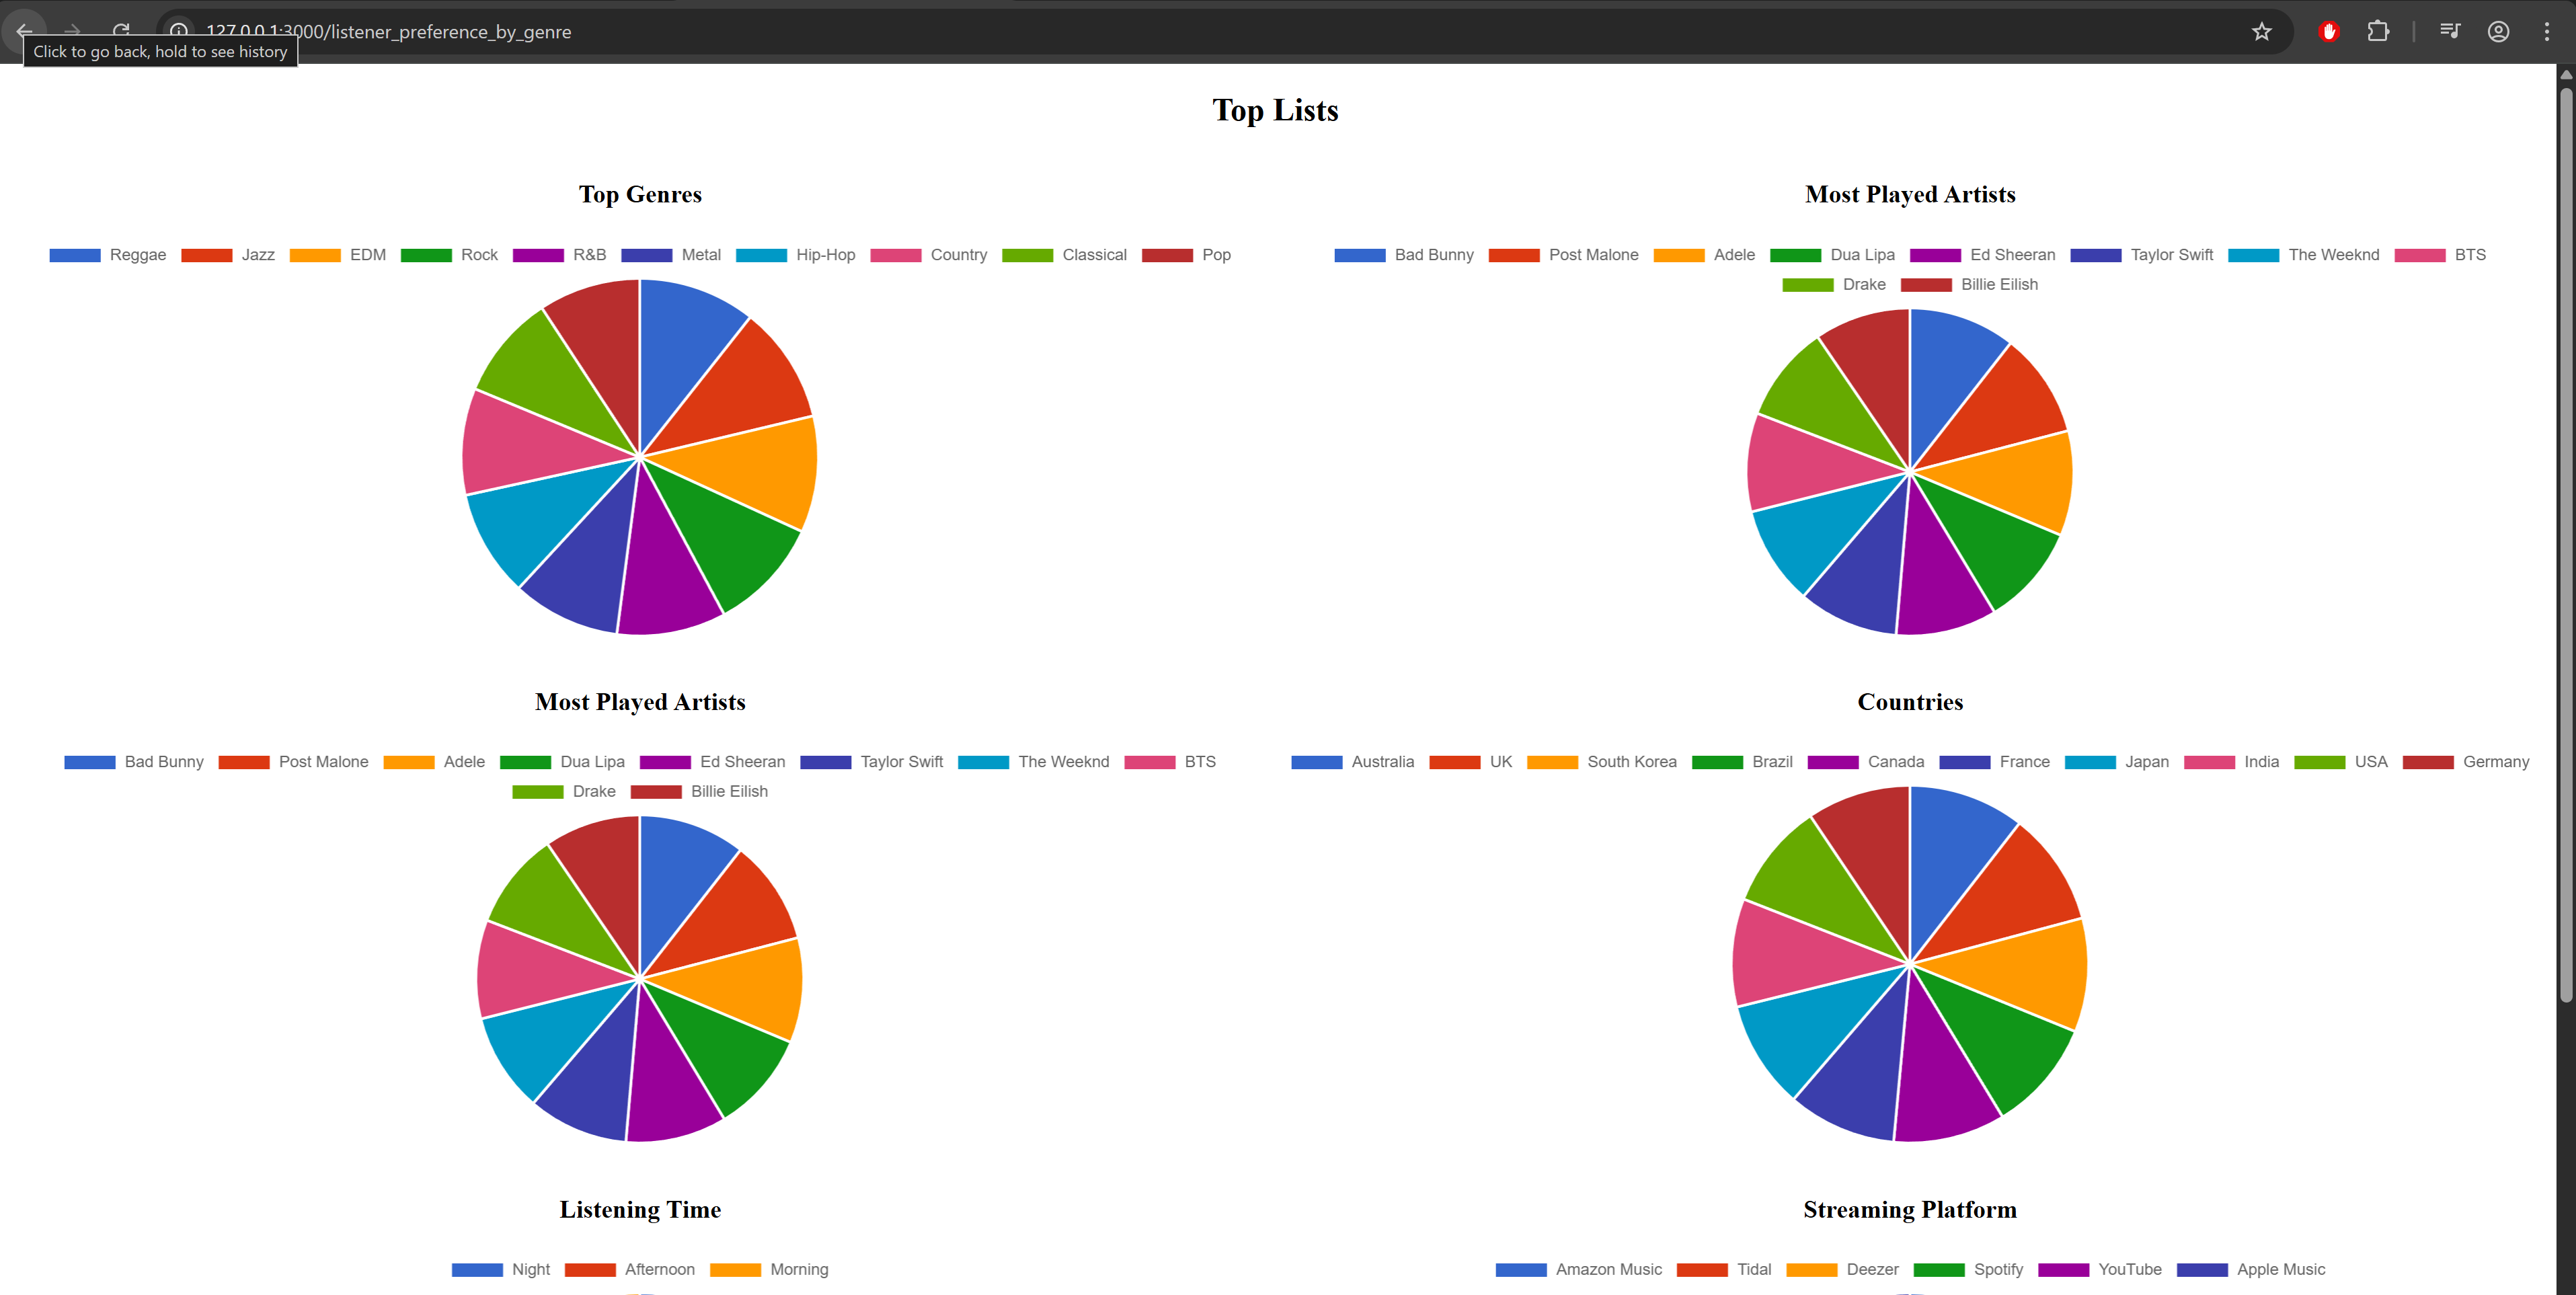 127.0.0.1:3000/listener_preference_by_genre
Click to go back, hold to see history
Top Lists
Top Genres
Reggae Jazz EDM Rock R&B Metal Hip-Hop Country Classical Pop
Most Played Artists
Bad Bunny Post Malone Adele Dua Lipa Ed Sheeran Taylor Swift The Weeknd BTS
Drake Billie Eilish
Most Played Artists
Bad Bunny Post Malone Adele Dua Lipa Ed Sheeran Taylor Swift The Weeknd BTS
Drake Billie Eilish
Countries
Australia UK South Korea Brazil Canada France Japan India USA Germany
Listening Time
Night Afternoon Morning
Streaming Platform
Amazon Music Tidal Deezer Spotify YouTube Apple Music